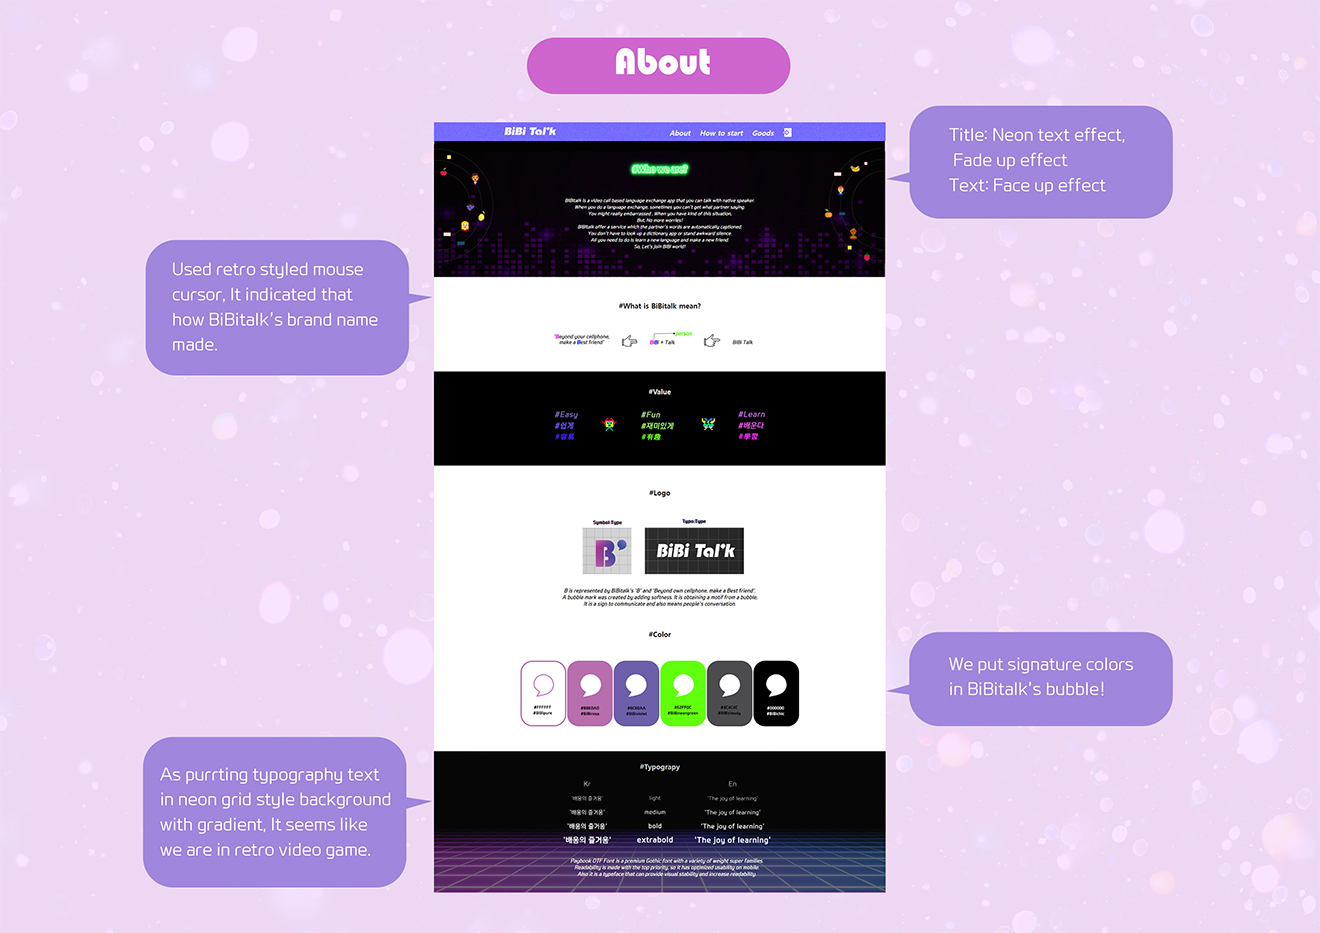 About
BiBi Tal'k
About How to start Goods
Title: Neon text effect,
Fade up effect
Text: Face up effect
#Who we are?
BiBitalk is a video call based language exchange app that you can talk with native speaker.
When you do a language exchange, sometimes you can't get what partner saying.
You might really embarrassed , When you have kind of this situation,
But, No more worries!
BiBitalk offer a service which the partner's words are automatically captioned.
You don't have to look up a dictionary app or stand awkward silence.
All you need to do is learn a new language and make a new friend.
So, Let's Join BiBi world!
Used retro styled mouse
cursor, It indicated that
how BiBitalk's brand name
made.
#What is BiBitalk mean?
"Beyond your cellphone,
make a Best friend"
person
BiBi + Talk
BiBi Talk
#Value
#Easy #Fun #Learn
#쉽게 #재미있게 #배운다
#容易 #有趣 #學習
#Logo
Symbol:Type Typo:Type
B'
BiBi Tal'k
B is represented by BiBitalk's 'B' and 'Beyond own cellphone, make a Best friend'.
A bubble mark was created by adding softness. It is obtaining a motif from a bubble,
It is a sign to communicate and also means people's conversation.
#Color
We put signature colors
in BiBitalk's bubble!
#FFFFFF
#BiBipure
#BiBirose
#BiBiviolet
#BiBineongreen
#000000
#BiBichic
#Typograpy
Kr En
'배움의 즐거움' light 'The joy of learning'
'배움의 즐거움' medium 'The joy of learning'
'배움의 즐거움' bold 'The joy of learning'
'배움의 즐거움' extrabold 'The joy of learning'
Paybook OTF Font is a premium Gothic font with a variety of weight super families.
Readability is made with the top priority, so it has optimized usability on mobile.
Also it is a typeface that can provide visual stability and increase readability.
As purrting typography text
in neon grid style background
with gradient, It seems like
we are in retro video game.